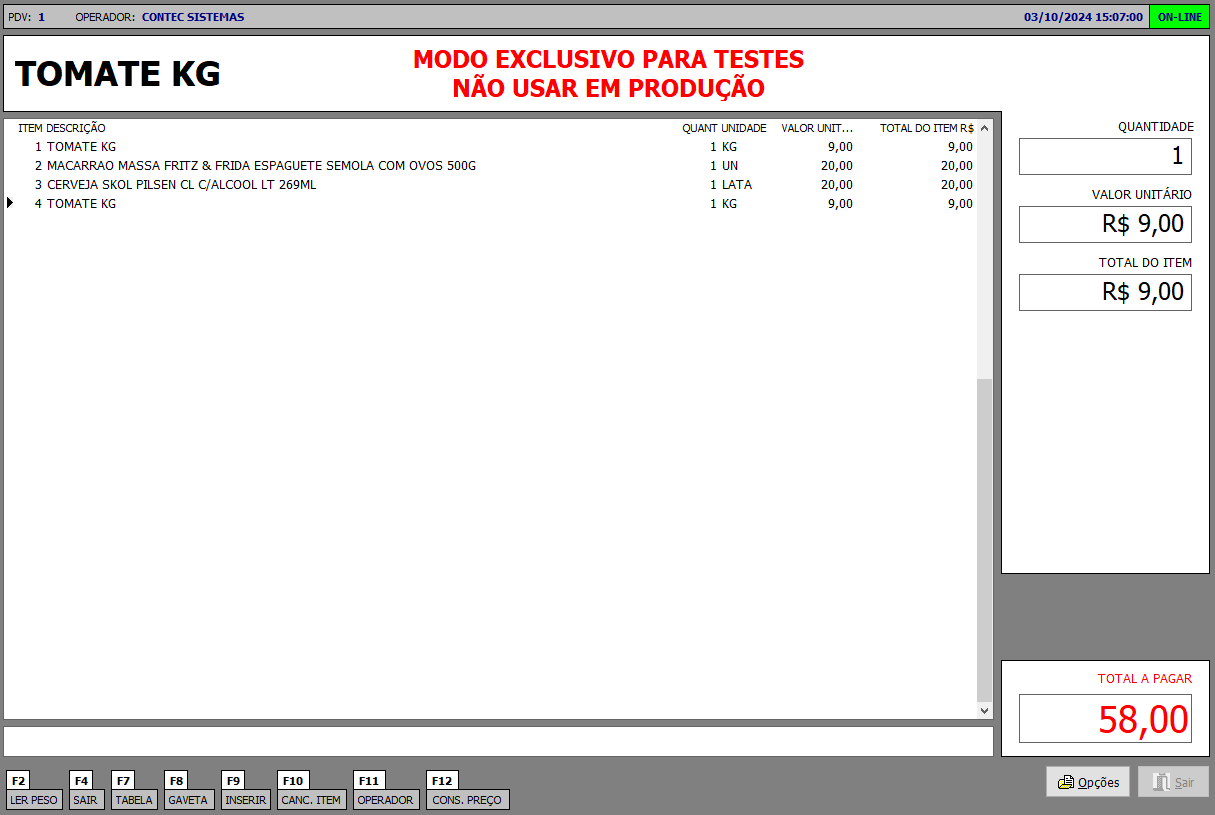 PDV: 1 OPERADOR: CONTEC SISTEMAS 03/10/2024 15:07:00 ON-LINE
TOMATE KG
MODO EXCLUSIVO PARA TESTES
NÃO USAR EM PRODUÇÃO
ITEM DESCRIÇÃO QUANT UNIDADE VALOR UNIT... TOTAL DO ITEM R$
1 TOMATE KG 1 KG 9,00 9,00
2 MACARRAO MASSA FRITZ & FRIDA ESPAGUETE SEMOLA COM OVOS 500G 1 UN 20,00 20,00
3 CERVEJA SKOL PILSEN CL C/ALCOOL LT 269ML 1 LATA 20,00 20,00
4 TOMATE KG 1 KG 9,00 9,00
QUANTIDADE
1
VALOR UNITÁRIO
R$ 9,00
TOTAL DO ITEM
R$ 9,00
TOTAL A PAGAR
58,00
F2 F4 F7 F8 F9 F10 F11 F12
LER PESO SAIR TABELA GAVETA INSERIR CANC. ITEM OPERADOR CONS. PREÇO
Opções Sair